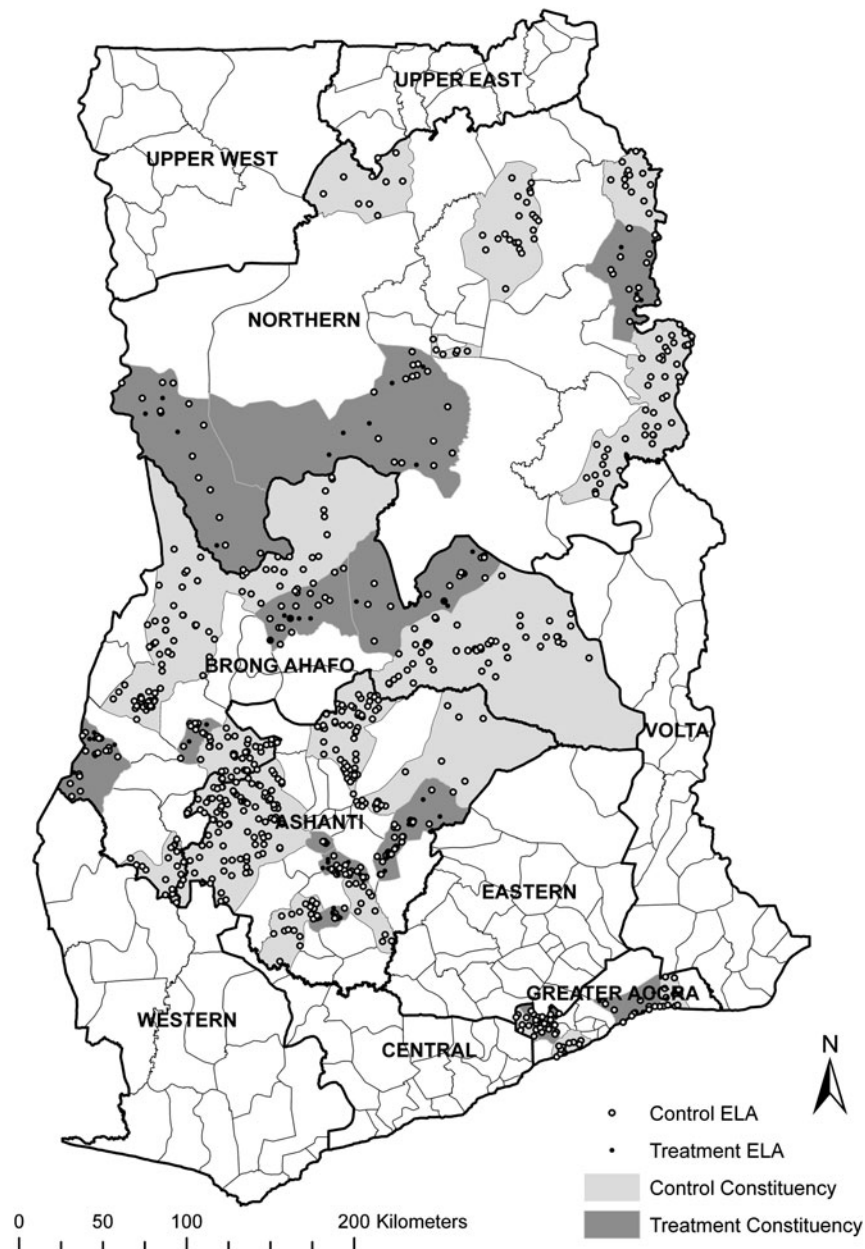 UPPER EAST
UPPER WEST
NORTHERN
BRONG AHAFO
VOLTA
ASHANTI
EASTERN
GREATER ACCRA
WESTERN
CENTRAL
N
Control ELA
Treatment ELA
Control Constituency
Treatment Constituency
0 50 100 200 Kilometers